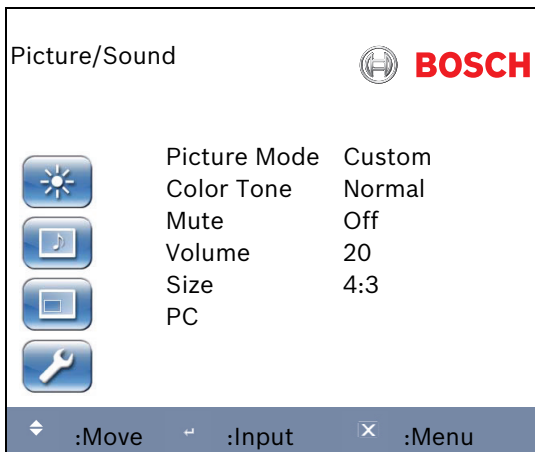 Picture/Sound
BOSCH
Picture Mode Custom
Color Tone Normal
Mute Off
Volume 20
Size 4:3
PC
:Move :Input :Menu